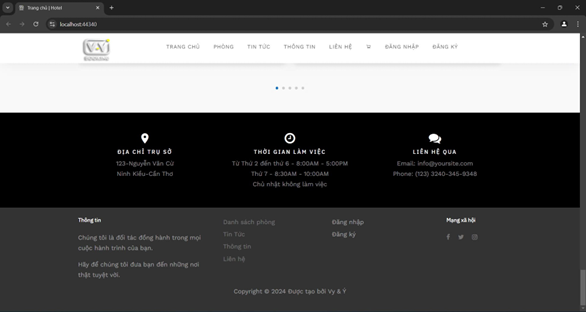 Trang chủ | Hotel
localhost:44340
VyÝ
TRANG CHỦ PHÒNG TIN TỨC THÔNG TIN LIÊN HỆ ĐĂNG NHẬP ĐĂNG KÝ
ĐỊA CHỈ TRỤ SỞ
123-Nguyễn Văn Cừ
Ninh Kiều-Cần Thơ
THỜI GIAN LÀM VIỆC
Từ Thứ 2 đến thứ 6 - 8:00AM - 5:00PM
Thứ 7 - 8:30AM - 10:00AM
Chủ nhật không làm việc
LIÊN HỆ QUA
Email: info@yoursite.com
Phone: (123) 3240-345-9348
Thông tin
Chúng tôi là đối tác đồng hành trong mọi
cuộc hành trình của bạn.
Hãy để chúng tôi đưa bạn đến những nơi
thật tuyệt vời.
Danh sách phòng
Tin Tức
Thông tin
Liên hệ
Đăng nhập
Đăng ký
Mạng xã hội
Copyright © 2024 Được tạo bởi Vy & Ý